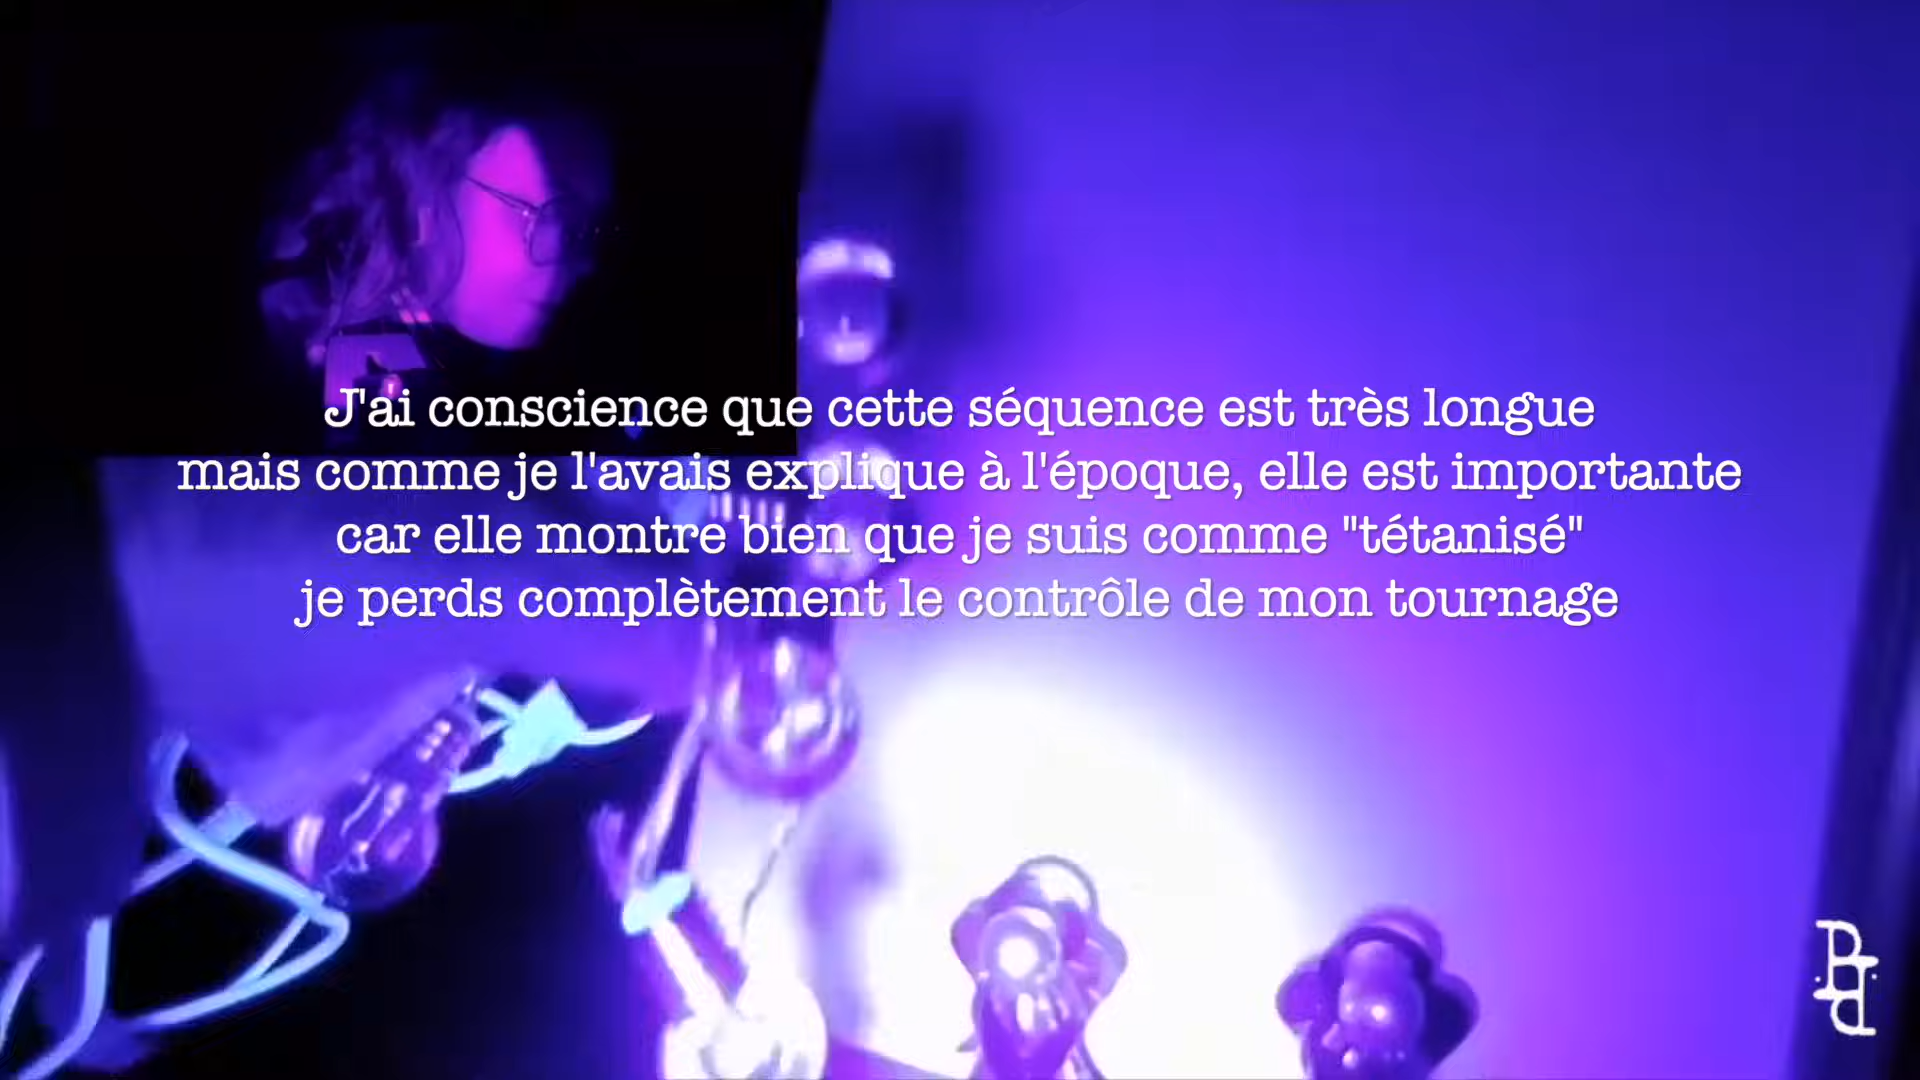 J'ai conscience que cette séquence est très longue
mais comme je l'avais explique à l'époque, elle est importante
car elle montre bien que je suis comme "tétanisé"
je perds complètement le contrôle de mon tournage